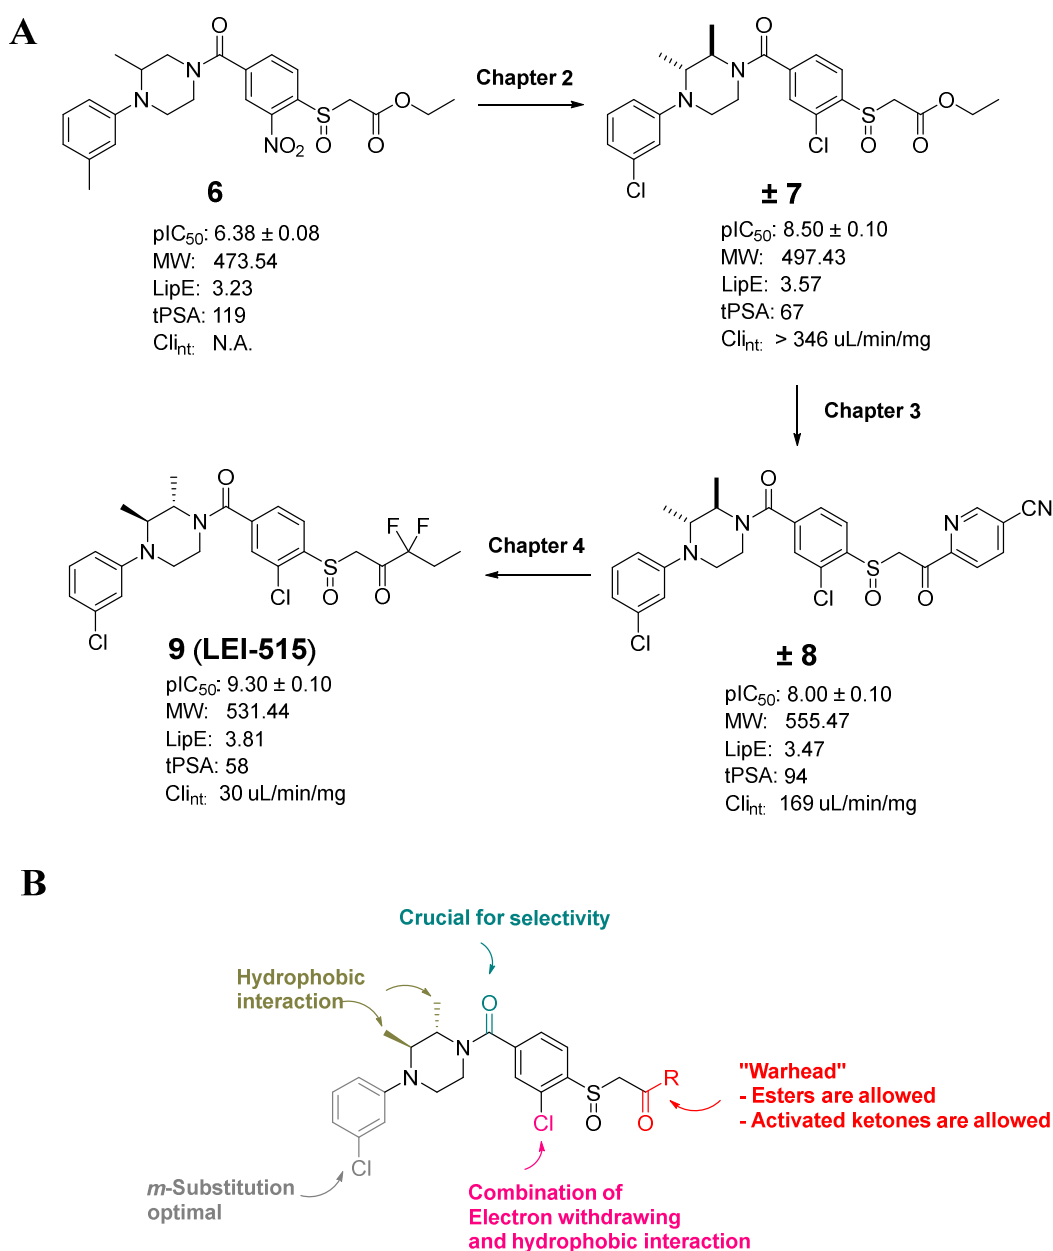 A
O
N
N
S
O
O
O
NO2
6
pIC50: 6.38 ± 0.08
MW: 473.54
LipE: 3.23
tPSA: 119
Clint: N.A.
Chapter 2
O
N
N
S
O
O
O
Cl
Cl
± 7
pIC50: 8.50 ± 0.10
MW: 497.43
LipE: 3.57
tPSA: 67
Clint: > 346 uL/min/mg
Chapter 3
O
N
N
F
F
S
O
O
Cl
Cl
9 (LEI-515)
pIC50: 9.30 ± 0.10
MW: 531.44
LipE: 3.81
tPSA: 58
Clint: 30 uL/min/mg
Chapter 4
O
N
N
N
CN
S
O
O
Cl
Cl
± 8
pIC50: 8.00 ± 0.10
MW: 555.47
LipE: 3.47
tPSA: 94
Clint: 169 uL/min/mg
B
Crucial for selectivity
Hydrophobic
interaction
O
N
N
S
O
R
O
Cl
Cl
"Warhead"
- Esters are allowed
- Activated ketones are allowed
m-Substitution
optimal
Combination of
Electron withdrawing
and hydrophobic interaction